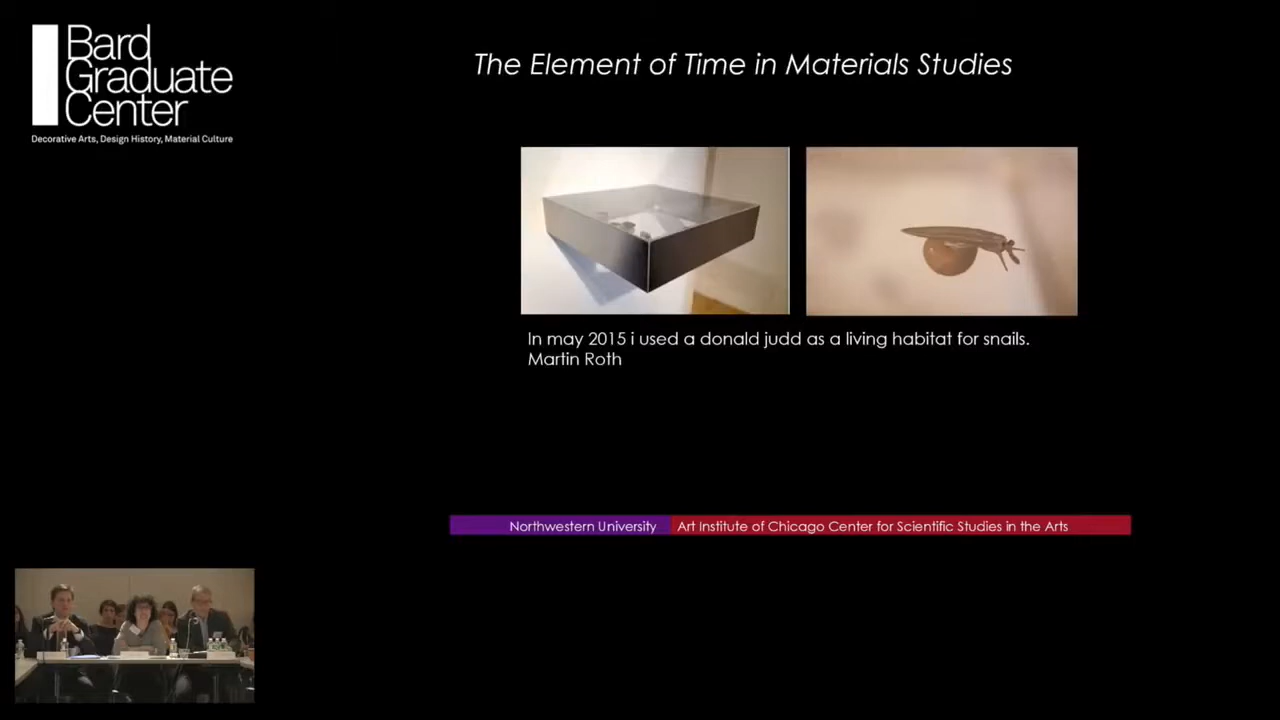 Bard
Graduate
Center
Decorative Arts, Design History, Material Culture
The Element of Time in Materials Studies
In may 2015 i used a donald judd as a living habitat for snails.
Martin Roth
Northwestern University Art Institute of Chicago Center for Scientific Studies in the Arts